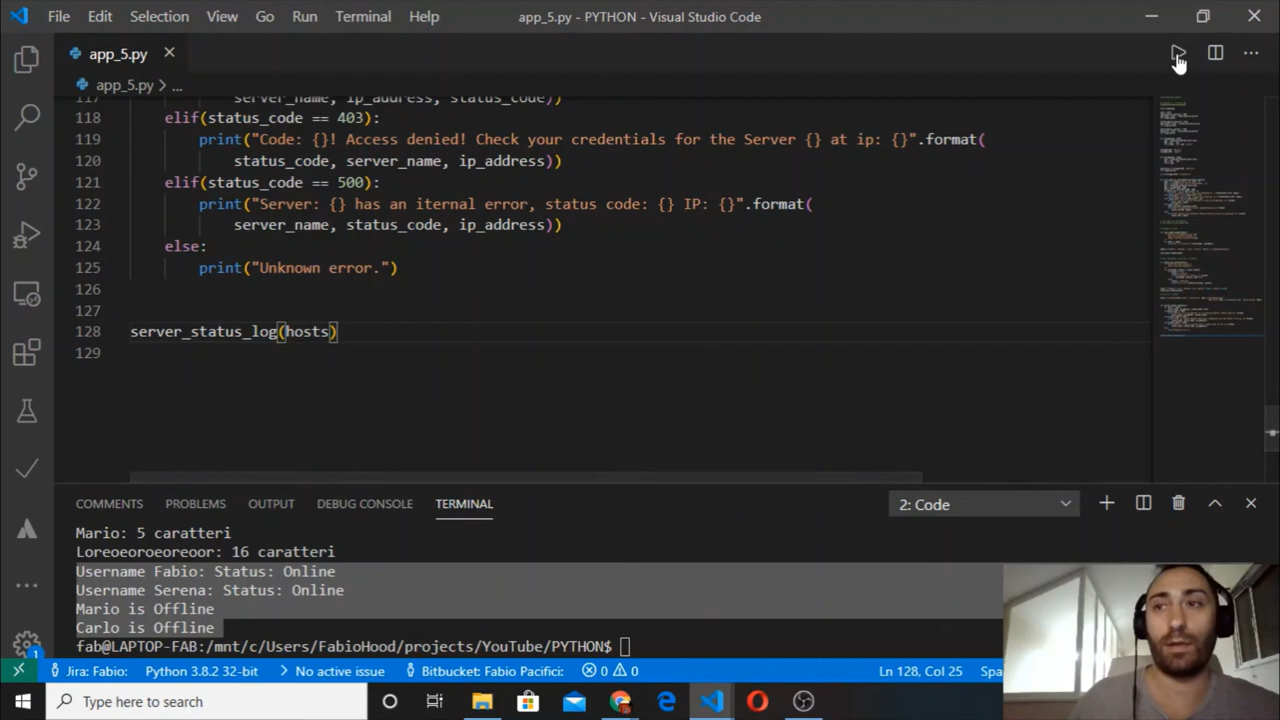 File Edit Selection View Go Run Terminal Help app_5.py - PYTHON - Visual Studio Code
app_5.py
app_5.py > ...
117 server_name, ip_address, status_code))
118 elif(status_code == 403):
119 print("Code: {}! Access denied! Check your credentials for the Server {} at ip: {}".format(
120 status_code, server_name, ip_address))
121 elif(status_code == 500):
122 print("Server: {} has an iternal error, status code: {} IP: {}".format(
123 server_name, status_code, ip_address))
124 else:
125 print("Unknown error.")
126
127
128 server_status_log(hosts)
129
COMMENTS PROBLEMS OUTPUT DEBUG CONSOLE TERMINAL 2: Code
Mario: 5 caratteri
Loreoeoroeoreoor: 16 caratteri
Username Fabio: Status: Online
Username Serena: Status: Online
Mario is Offline
Carlo is Offline
fab@LAPTOP-FAB:/mnt/c/Users/FabioHood/projects/YouTube/PYTHON$
1
Jira: Fabio: Python 3.8.2 32-bit No active issue Bitbucket: Fabio Pacifici: 0 0 Ln 128, Col 25
Type here to search